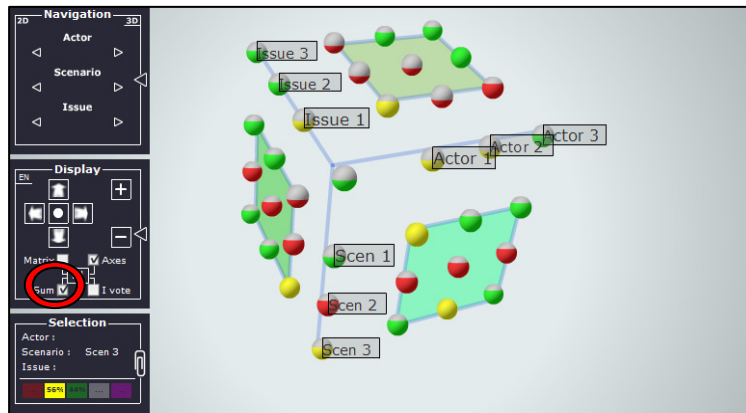 Navigation
2D 3D
Actor
Scenario
Issue
Display
EN
Matrix Axes
Sum I vote
Selection
Actor :
Scenario : Scen 3
Issue :
56% 44%
Issue 3
Issue 2
Issue 1
Actor 1
Actor 2
Actor 3
Scen 1
Scen 2
Scen 3